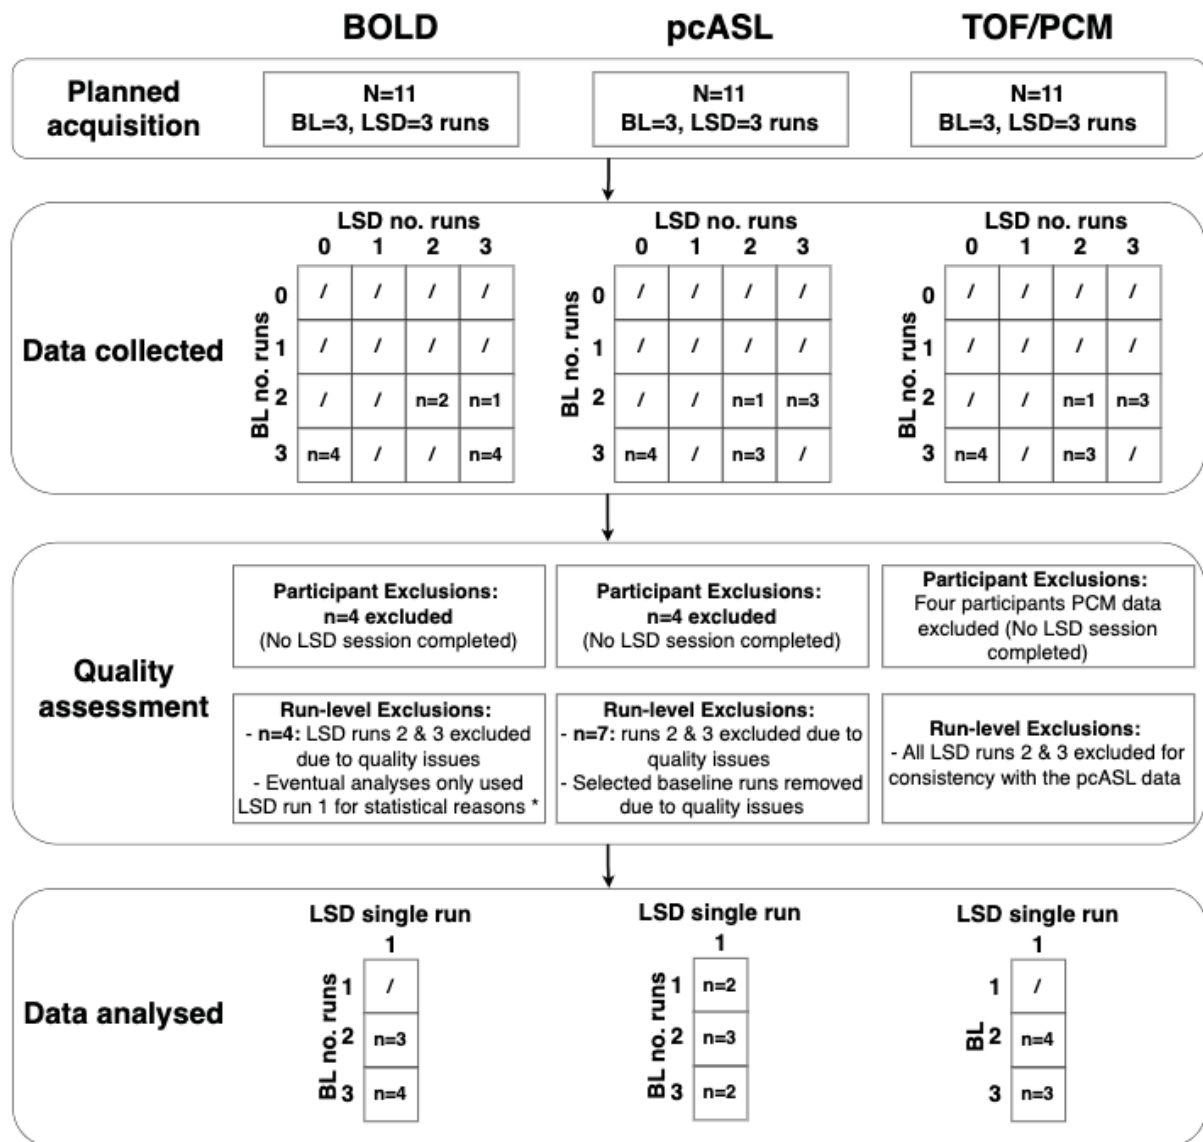 BOLD pcASL TOF/PCM
Planned
acquisition
N=11
BL=3, LSD=3 runs
N=11
BL=3, LSD=3 runs
N=11
BL=3, LSD=3 runs
Data collected
LSD no. runs
0 1 2 3
BL no. runs
0 / / / /
1 / / / /
2 / / n=2 n=1
3 n=4 / / n=4
LSD no. runs
0 1 2 3
BL no. runs
0 / / / /
1 / / / /
2 / / n=1 n=3
3 n=4 / n=3 /
LSD no. runs
0 1 2 3
BL no. runs
0 / / / /
1 / / / /
2 / / n=1 n=3
3 n=4 / n=3 /
Quality
assessment
Participant Exclusions:
n=4 excluded
(No LSD session completed)
Participant Exclusions:
n=4 excluded
(No LSD session completed)
Participant Exclusions:
Four participants PCM data
excluded (No LSD session
completed)
Run-level Exclusions:
- n=4: LSD runs 2 & 3 excluded
due to quality issues
- Eventual analyses only used
LSD run 1 for statistical reasons *
Run-level Exclusions:
- n=7: runs 2 & 3 excluded due to
quality issues
- Selected baseline runs removed
due to quality issues
Run-level Exclusions:
- All LSD runs 2 & 3 excluded for
consistency with the pcASL data
Data analysed
LSD single run
1
BL no. runs
1 /
2 n=3
3 n=4
LSD single run
1
BL no. runs
1 n=2
2 n=3
3 n=2
LSD single run
1
BL
1 /
2 n=4
3 n=3